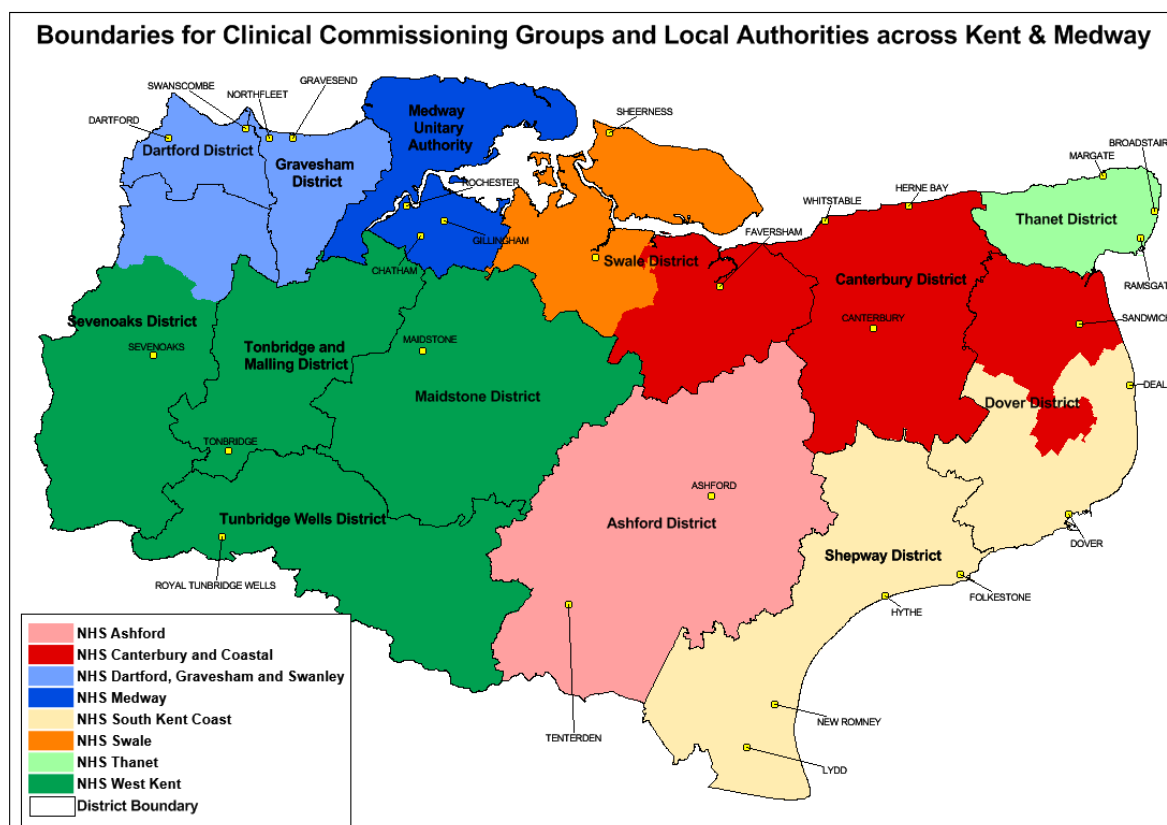 Boundaries for Clinical Commissioning Groups and Local Authorities across Kent & Medway
SWANSCOMBE
NORTHFLEET
GRAVESEND
DARTFORD
Medway
Unitary
Authority
SHEERNESS
Dartford District
Gravesham
District
BROADSTAIR
MARGATE
ROCHESTER
WHITSTABLE
HERNE BAY
Thanet District
GILLINGHAM
FAVERSHAM
CHATHAM
Swale District
RAMSGAT
Canterbury District
Sevenoaks District
SEVENOAKS
Tonbridge and
Malling District
MAIDSTONE
CANTERBURY
SANDWICH
Maidstone District
DEAL
Dover District
TONBRIDGE
ASHFORD
Tunbridge Wells District
Ashford District
DOVER
Shepway District
ROYAL TUNBRIDGE WELLS
FOLKESTONE
HYTHE
NEW ROMNEY
TENTERDEN
LYDD
NHS Ashford
NHS Canterbury and Coastal
NHS Dartford, Gravesham and Swanley
NHS Medway
NHS South Kent Coast
NHS Swale
NHS Thanet
NHS West Kent
District Boundary